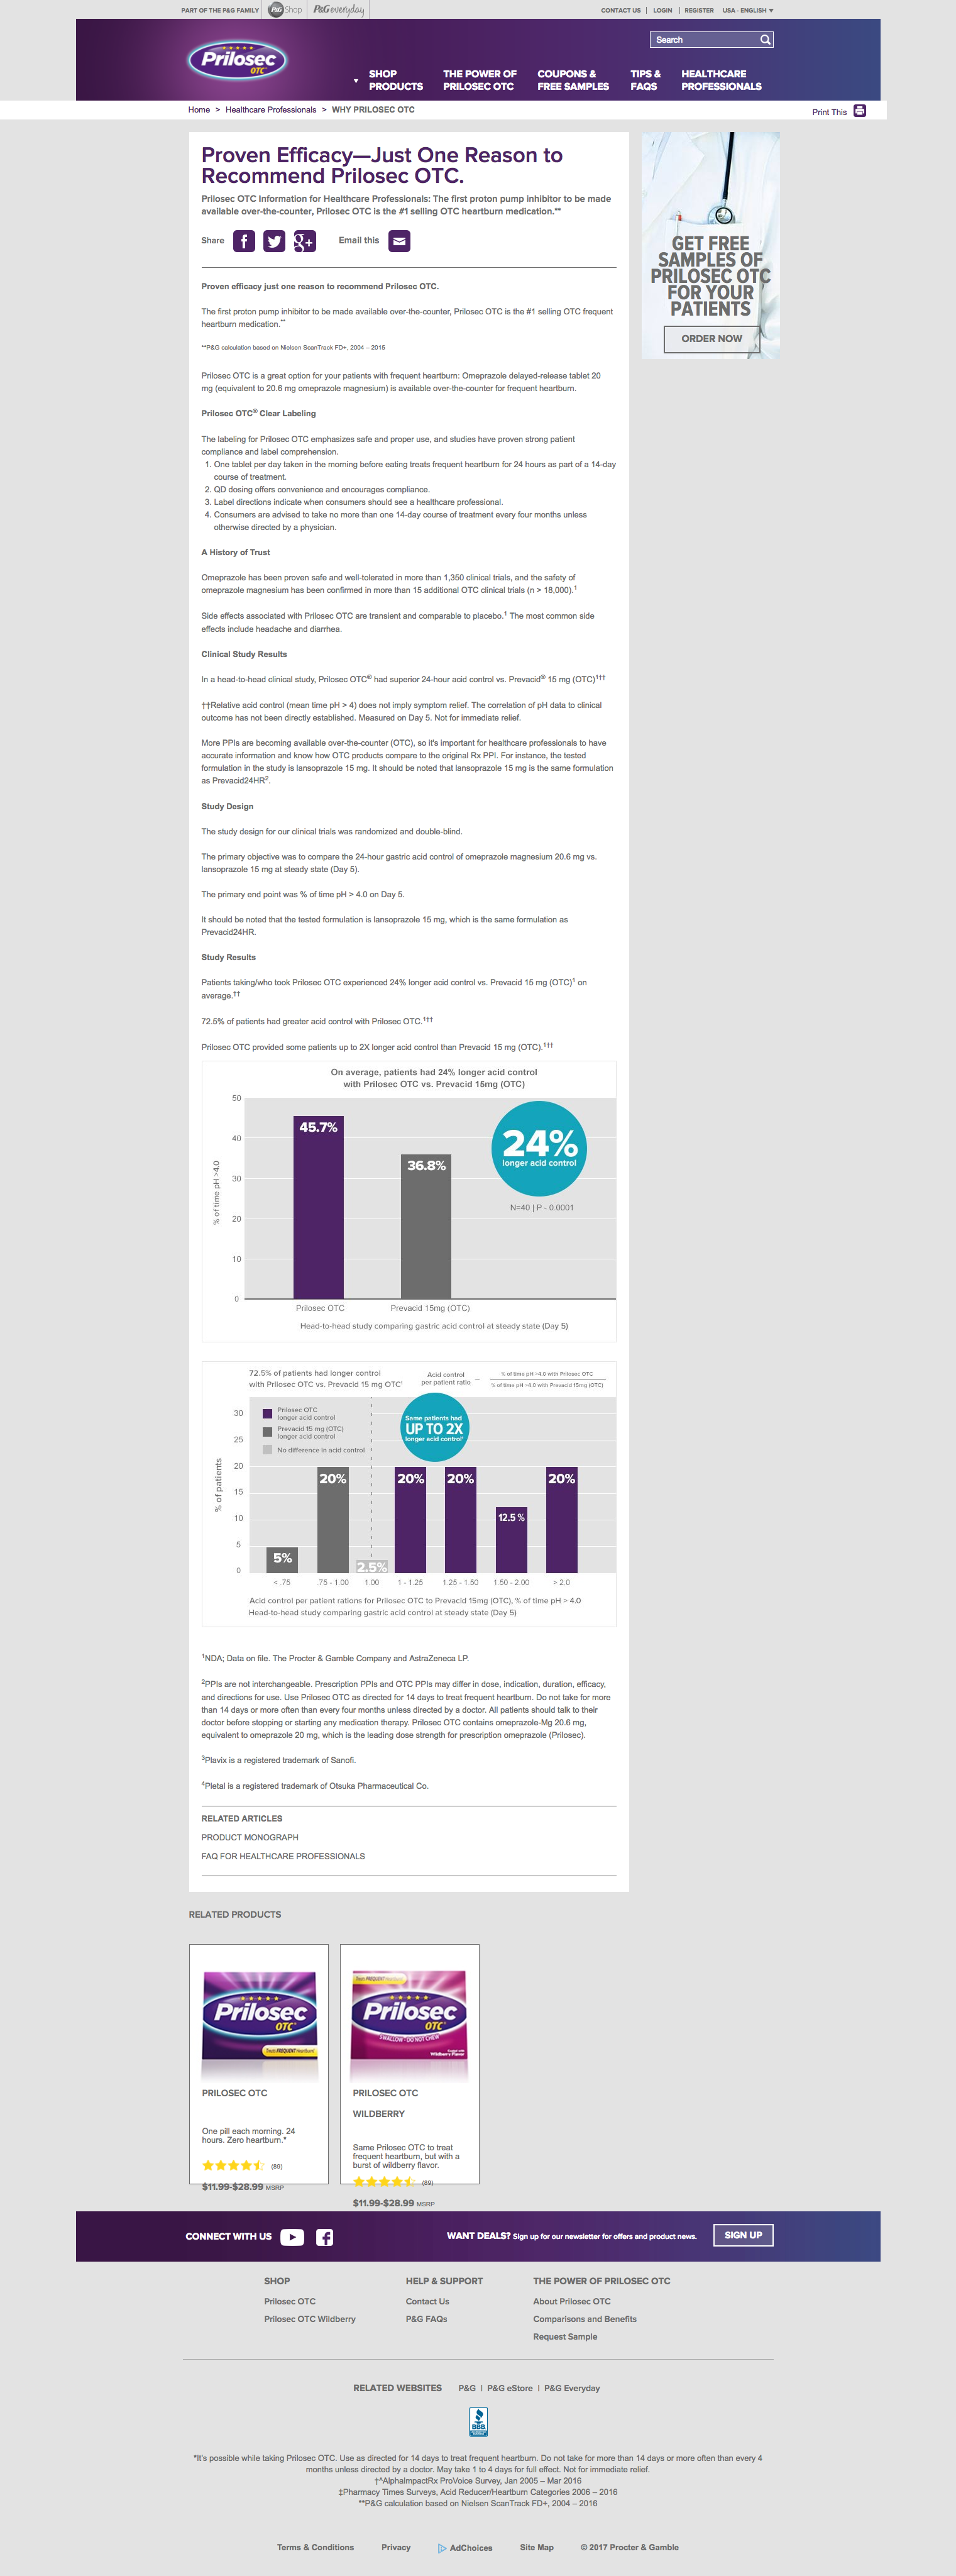 PART OF THE P&G FAMILY
P&G Shop
P&G everyday
CONTACT US | LOGIN | REGISTER USA - ENGLISH ▾
Prilosec
OTC
Search
SHOP
PRODUCTS
THE POWER OF
PRILOSEC OTC
COUPONS &
FREE SAMPLES
TIPS &
FAQS
HEALTHCARE
PROFESSIONALS
Home > Healthcare Professionals > WHY PRILOSEC OTC
Print This
Proven Efficacy—Just One Reason to
Recommend Prilosec OTC.
Prilosec OTC Information for Healthcare Professionals: The first proton pump inhibitor to be made
available over-the-counter, Prilosec OTC is the #1 selling OTC heartburn medication.**
Share
Email this
GET FREE
SAMPLES OF
PRILOSEC OTC
FOR YOUR
PATIENTS
ORDER NOW
Proven efficacy just one reason to recommend Prilosec OTC.
The first proton pump inhibitor to be made available over-the-counter, Prilosec OTC is the #1 selling OTC frequent
heartburn medication.**
**P&G calculation based on Nielsen ScanTrack FD+, 2004 – 2015
Prilosec OTC is a great option for your patients with frequent heartburn: Omeprazole delayed-release tablet 20
mg (equivalent to 20.6 mg omeprazole magnesium) is available over-the-counter for frequent heartburn.
Prilosec OTC® Clear Labeling
The labeling for Prilosec OTC emphasizes safe and proper use, and studies have proven strong patient
compliance and label comprehension.
1. One tablet per day taken in the morning before eating treats frequent heartburn for 24 hours as part of a 14-day
course of treatment.
2. QD dosing offers convenience and encourages compliance.
3. Label directions indicate when consumers should see a healthcare professional.
4. Consumers are advised to take no more than one 14-day course of treatment every four months unless
otherwise directed by a physician.
A History of Trust
Omeprazole has been proven safe and well-tolerated in more than 1,350 clinical trials, and the safety of
omeprazole magnesium has been confirmed in more than 15 additional OTC clinical trials (n > 18,000).1
Side effects associated with Prilosec OTC are transient and comparable to placebo.1 The most common side
effects include headache and diarrhea.
Clinical Study Results
In a head-to-head clinical study, Prilosec OTC® had superior 24-hour acid control vs. Prevacid® 15 mg (OTC)1††
††Relative acid control (mean time pH > 4) does not imply symptom relief. The correlation of pH data to clinical
outcome has not been directly established. Measured on Day 5. Not for immediate relief.
More PPIs are becoming available over-the-counter (OTC), so it's important for healthcare professionals to have
accurate information and know how OTC products compare to the original Rx PPI. For instance, the tested
formulation in the study is lansoprazole 15 mg. It should be noted that lansoprazole 15 mg is the same formulation
as Prevacid24HR2.
Study Design
The study design for our clinical trials was randomized and double-blind.
The primary objective was to compare the 24-hour gastric acid control of omeprazole magnesium 20.6 mg vs.
lansoprazole 15 mg at steady state (Day 5).
The primary end point was % of time pH > 4.0 on Day 5.
It should be noted that the tested formulation is lansoprazole 15 mg, which is the same formulation as
Prevacid24HR.
Study Results
Patients taking/who took Prilosec OTC experienced 24% longer acid control vs. Prevacid 15 mg (OTC)1 on
average.††
72.5% of patients had greater acid control with Prilosec OTC.1††
Prilosec OTC provided some patients up to 2X longer acid control than Prevacid 15 mg (OTC).1††
On average, patients had 24% longer acid control
with Prilosec OTC vs. Prevacid 15mg (OTC)
50
40
30
20
10
0
% of time pH >4.0
45.7%
36.8%
24%
longer acid control
N=40 | P - 0.0001
Prilosec OTC
Prevacid 15mg (OTC)
Head-to-head study comparing gastric acid control at steady state (Day 5)
72.5% of patients had longer control
with Prilosec OTC vs. Prevacid 15 mg OTC1
Acid control
per patient ratio
% of time pH >4.0 with Prilosec OTC
% of time pH >4.0 with Prevacid 15mg (OTC)
Prilosec OTC
longer acid control
Prevacid 15 mg (OTC)
longer acid control
No difference in acid control
Some patients had
UP TO 2X
longer acid control
30
25
20
15
10
5
0
% of patients
5%
20%
2.5%
20%
20%
12.5 %
20%
< .75
.75 - 1.00
1.00
1 - 1.25
1.25 - 1.50
1.50 - 2.00
> 2.0
Acid control per patient rations for Prilosec OTC to Prevacid 15mg (OTC), % of time pH > 4.0
Head-to-head study comparing gastric acid control at steady state (Day 5)
1NDA; Data on file. The Procter & Gamble Company and AstraZeneca LP.
2PPIs are not interchangeable. Prescription PPIs and OTC PPIs may differ in dose, indication, duration, efficacy,
and directions for use. Use Prilosec OTC as directed for 14 days to treat frequent heartburn. Do not take for more
than 14 days or more often than every four months unless directed by a doctor. All patients should talk to their
doctor before stopping or starting any medication therapy. Prilosec OTC contains omeprazole-Mg 20.6 mg,
equivalent to omeprazole 20 mg, which is the leading dose strength for prescription omeprazole (Prilosec).
3Plavix is a registered trademark of Sanofi.
4Pletal is a registered trademark of Otsuka Pharmaceutical Co.
RELATED ARTICLES
PRODUCT MONOGRAPH
FAQ FOR HEALTHCARE PROFESSIONALS
RELATED PRODUCTS
Prilosec
OTC
Treats FREQUENT Heartburn!
PRILOSEC OTC
One pill each morning. 24
hours. Zero heartburn.*
(89)
$11.99-$28.99 MSRP
Treats FREQUENT Heartburn!
Prilosec
OTC
SWALLOW - DO NOT CHEW
Wildberry Flavor
PRILOSEC OTC
WILDBERRY
Same Prilosec OTC to treat
frequent heartburn, but with a
burst of wildberry flavor.
(89)
$11.99-$28.99 MSRP
CONNECT WITH US
WANT DEALS? Sign up for our newsletter for offers and product news.
SIGN UP
SHOP
Prilosec OTC
Prilosec OTC Wildberry
HELP & SUPPORT
Contact Us
P&G FAQs
THE POWER OF PRILOSEC OTC
About Prilosec OTC
Comparisons and Benefits
Request Sample
RELATED WEBSITES P&G | P&G eStore | P&G Everyday
BBB
*It's possible while taking Prilosec OTC. Use as directed for 14 days to treat frequent heartburn. Do not take for more than 14 days or more often than every 4
months unless directed by a doctor. May take 1 to 4 days for full effect. Not for immediate relief.
†^AlphaImpactRx ProVoice Survey, Jan 2005 – Mar 2016
‡Pharmacy Times Surveys, Acid Reducer/Heartburn Categories 2006 – 2016
**P&G calculation based on Nielsen ScanTrack FD+, 2004 – 2016
Terms & Conditions
Privacy
AdChoices
Site Map
© 2017 Procter & Gamble